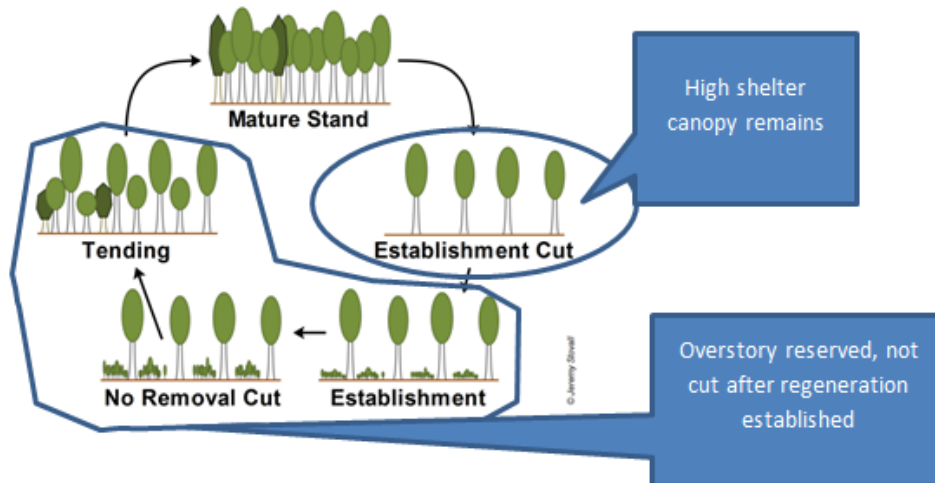 High shelter
canopy remains
Mature Stand
Establishment Cut
Tending
No Removal Cut
Establishment
© Jeremy Stovall
Overstory reserved, not
cut after regeneration
established